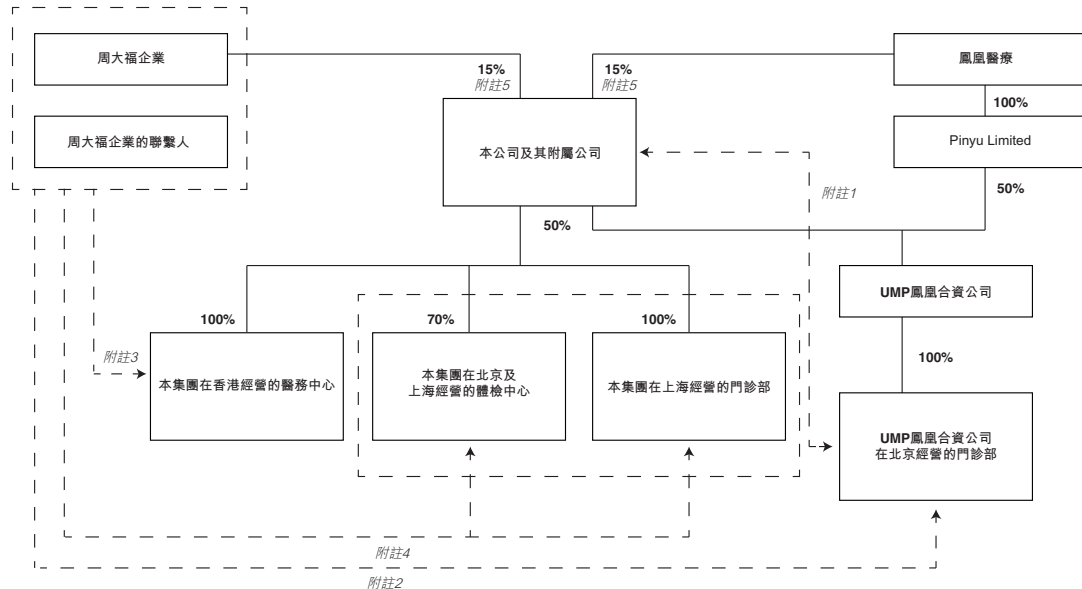 周大福企業
鳳凰醫療
15%
附註5
15%
附註5
100%
周大福企業的聯繫人
本公司及其附屬公司
Pinyu Limited
附註1
50%
50%
UMP鳳凰合資公司
100%
70%
100%
附註3
100%
本集團在香港經營的醫務中心
本集團在北京及
上海經營的體檢中心
本集團在上海經營的門診部
UMP鳳凰合資公司
在北京經營的門診部
附註4
附註2